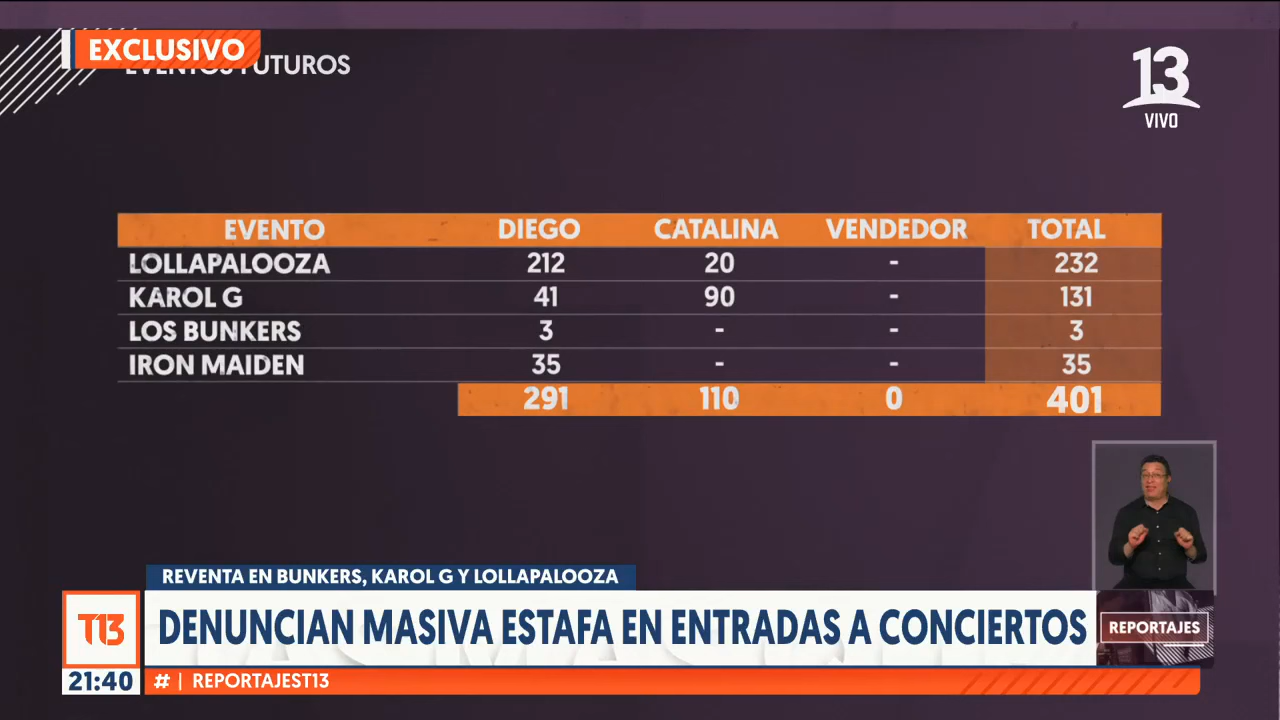 EXCLUSIVO
EVENTOS FUTUROS
13
VIVO
EVENTO DIEGO CATALINA VENDEDOR TOTAL
LOLLAPALOOZA 212 20 - 232
KAROL G 41 90 - 131
LOS BUNKERS 3 - - 3
IRON MAIDEN 35 - - 35
291 110 0 401
REVENTA EN BUNKERS, KAROL G Y LOLLAPALOOZA
T13
DENUNCIAN MASIVA ESTAFA EN ENTRADAS A CONCIERTOS
REPORTAJES
21:40
# | REPORTAJEST13